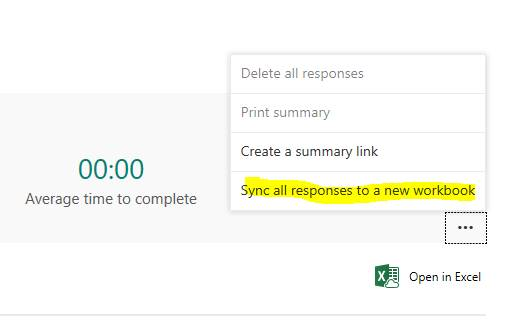 Delete all responses
Print summary
Create a summary link
Sync all responses to a new workbook
00:00
Average time to complete
...
Open in Excel